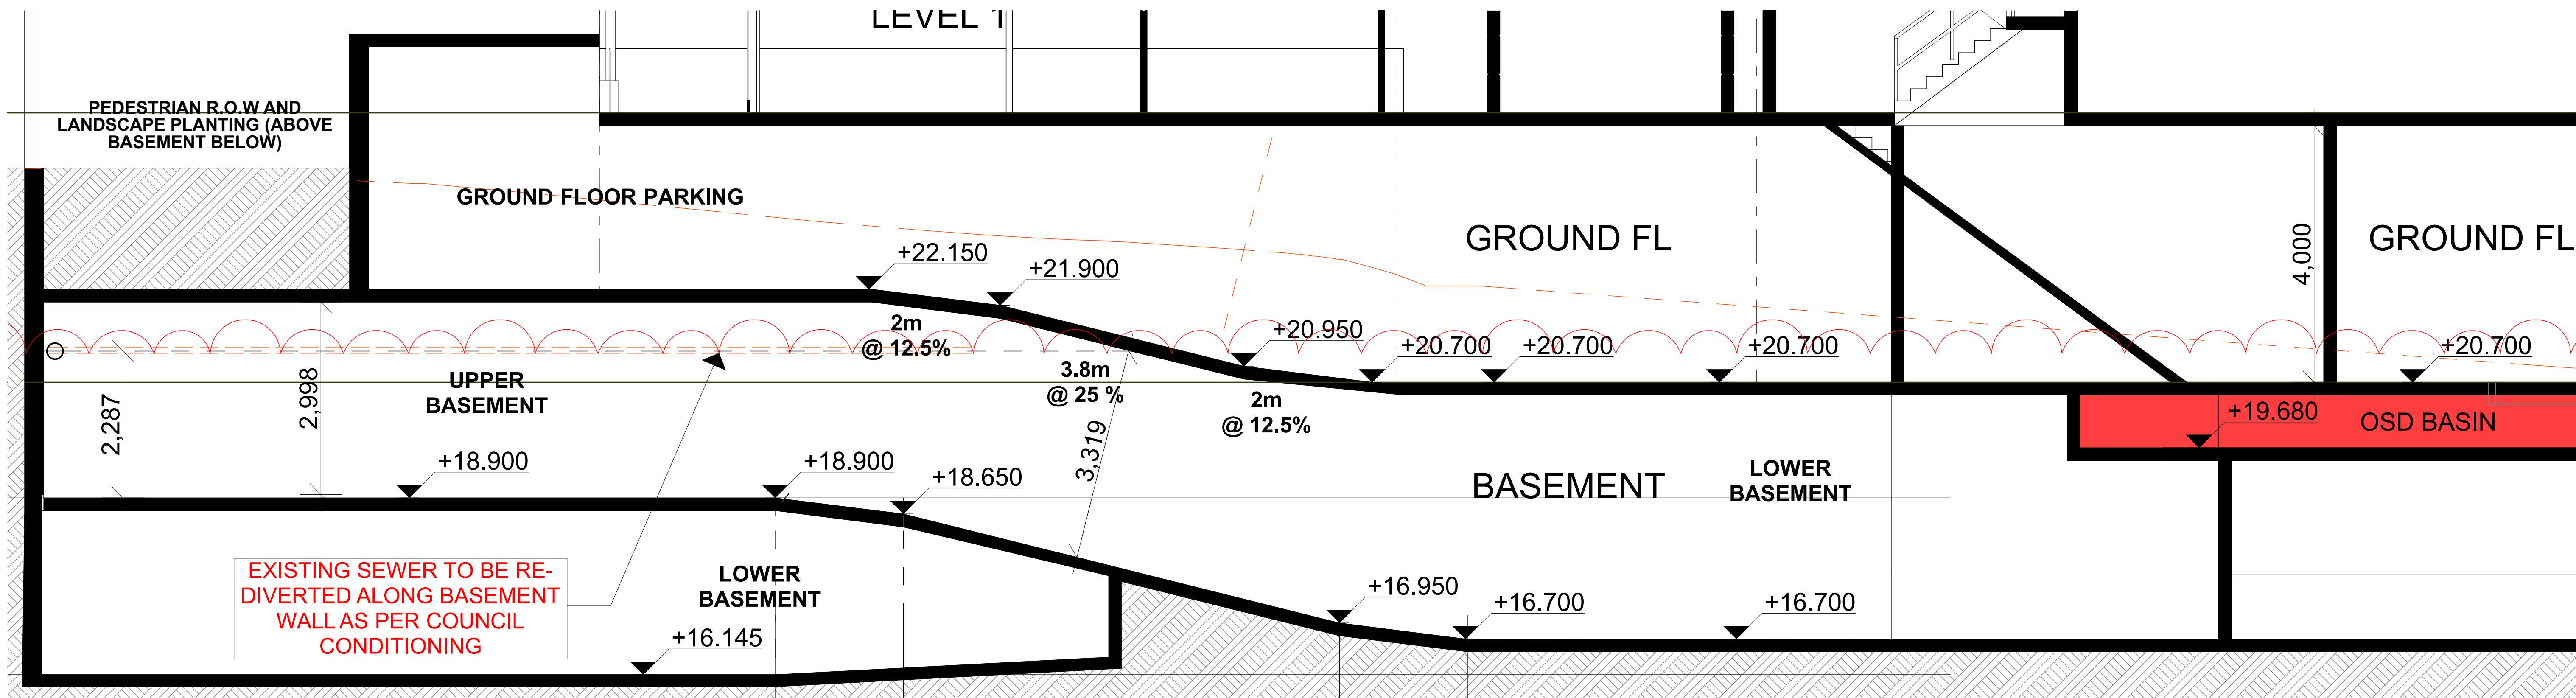 LEVEL 1
PEDESTRIAN R.O.W AND
LANDSCAPE PLANTING (ABOVE
BASEMENT BELOW)
GROUND FLOOR PARKING
GROUND FL
GROUND FL
4,000
+22.150
+21.900
+20.950
+20.700
+20.700
+20.700
+20.700
2m
@ 12.5%
3.8m
@ 25 %
2m
@ 12.5%
UPPER
BASEMENT
2,287
2,998
3,319
+18.900
+18.900
+18.650
+19.680
OSD BASIN
BASEMENT
LOWER
BASEMENT
EXISTING SEWER TO BE RE-
DIVERTED ALONG BASEMENT
WALL AS PER COUNCIL
CONDITIONING
LOWER
BASEMENT
+16.145
+16.950
+16.700
+16.700